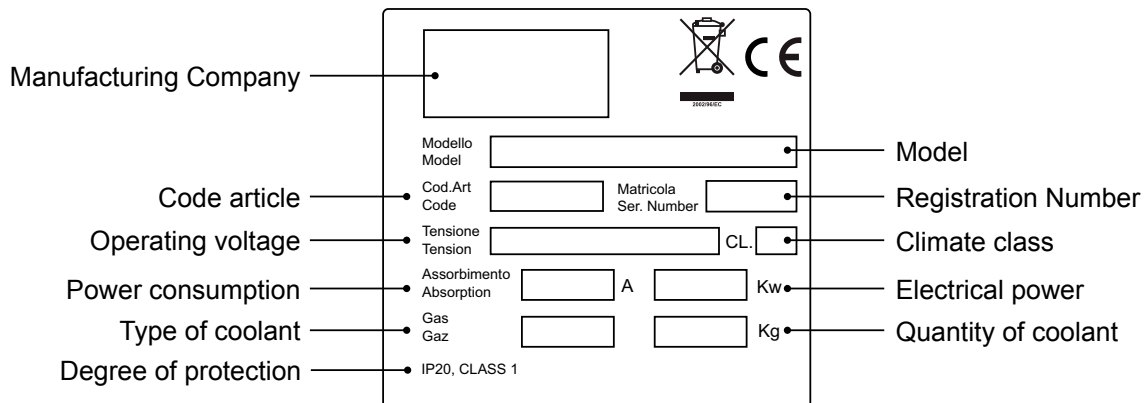 Manufacturing Company
CE
2002/96/EC
Modello
Model
Model
Code article
Cod.Art
Code
Matricola
Ser. Number
Registration Number
Operating voltage
Tensione
Tension
CL.
Climate class
Power consumption
Assorbimento
Absorption
A
Kw
Electrical power
Type of coolant
Gas
Gaz
Kg
Quantity of coolant
Degree of protection
IP20, CLASS 1